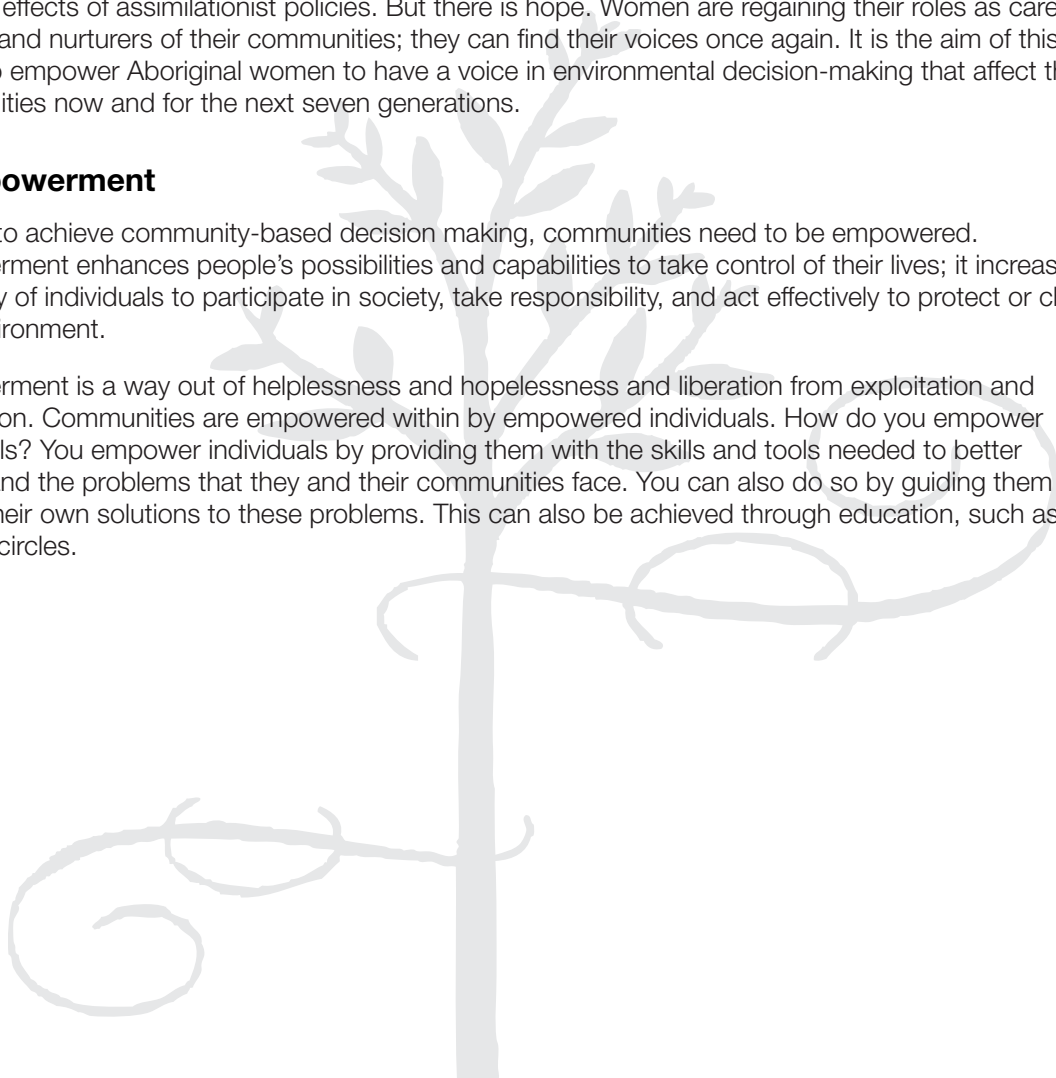 effects of assimilationist policies. But there is hope. Women are regaining their roles as care
and nurturers of their communities; they can find their voices once again. It is the aim of this
empower Aboriginal women to have a voice in environmental decision-making that affect th
ities now and for the next seven generations.
powerment
to achieve community-based decision making, communities need to be empowered.
erment enhances people’s possibilities and capabilities to take control of their lives; it increas
y of individuals to participate in society, take responsibility, and act effectively to protect or
ironment.
erment is a way out of helplessness and hopelessness and liberation from exploitation and
on. Communities are empowered within by empowered individuals. How do you empower
ls? You empower individuals by providing them with the skills and tools needed to better
and the problems that they and their communities face. You can also do so by guiding them
heir own solutions to these problems. This can also be achieved through education, such as
circles.